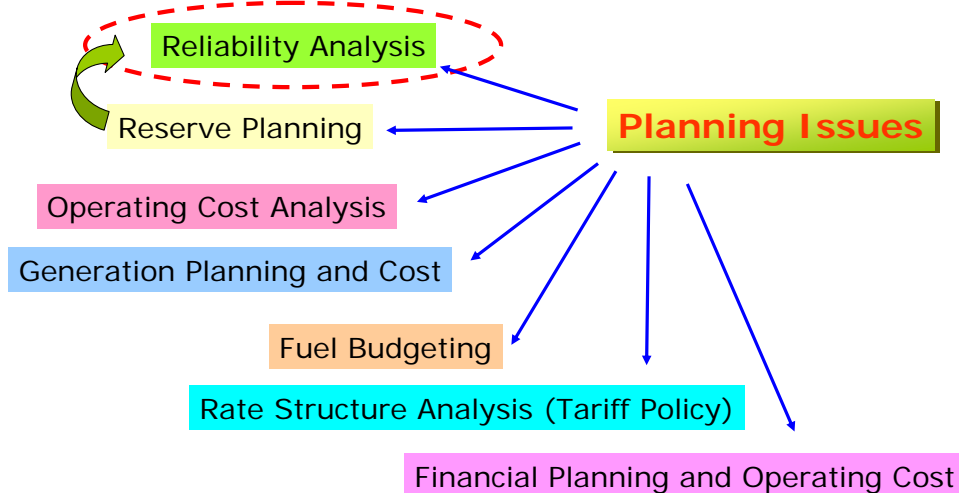 Reliability Analysis
Planning Issues
Reserve Planning
Operating Cost Analysis
Generation Planning and Cost
Fuel Budgeting
Rate Structure Analysis (Tariff Policy)
Financial Planning and Operating Cost